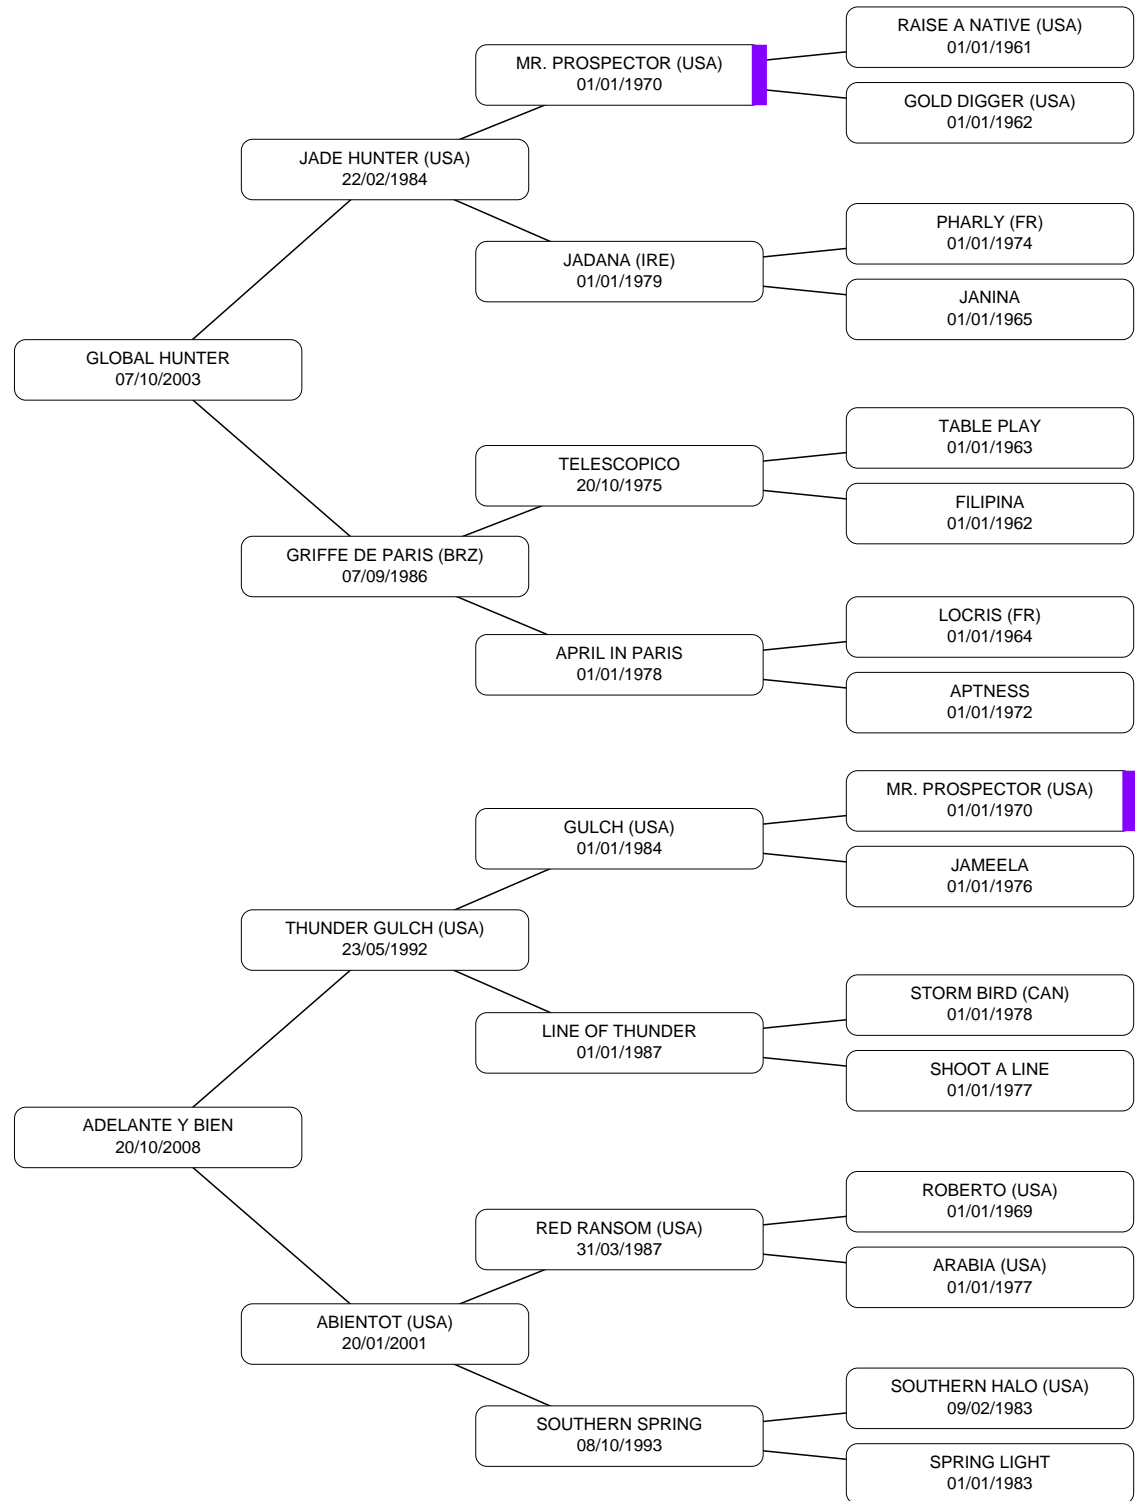 RAISE A NATIVE (USA)
01/01/1961
MR. PROSPECTOR (USA)
01/01/1970
GOLD DIGGER (USA)
01/01/1962
JADE HUNTER (USA)
22/02/1984
PHARLY (FR)
01/01/1974
JADANA (IRE)
01/01/1979
JANINA
01/01/1965
GLOBAL HUNTER
07/10/2003
TABLE PLAY
01/01/1963
TELESCOPICO
20/10/1975
FILIPINA
01/01/1962
GRIFFE DE PARIS (BRZ)
07/09/1986
LOCRIS (FR)
01/01/1964
APRIL IN PARIS
01/01/1978
APTNESS
01/01/1972
MR. PROSPECTOR (USA)
01/01/1970
GULCH (USA)
01/01/1984
JAMEELA
01/01/1976
THUNDER GULCH (USA)
23/05/1992
STORM BIRD (CAN)
01/01/1978
LINE OF THUNDER
01/01/1987
SHOOT A LINE
01/01/1977
ADELANTE Y BIEN
20/10/2008
ROBERTO (USA)
01/01/1969
RED RANSOM (USA)
31/03/1987
ARABIA (USA)
01/01/1977
ABIENTOT (USA)
20/01/2001
SOUTHERN HALO (USA)
09/02/1983
SOUTHERN SPRING
08/10/1993
SPRING LIGHT
01/01/1983